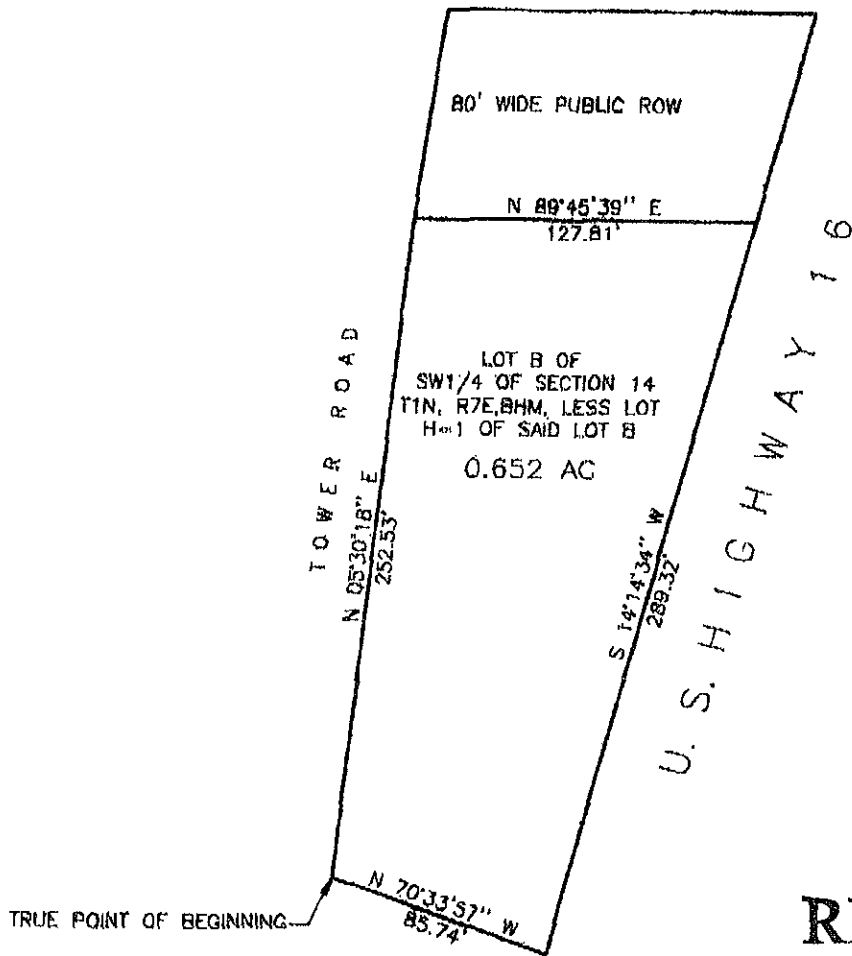 80' WIDE PUBLIC ROW
N 89°45'39" E
127.81'
TOWER ROAD
N 05°30'18" E
252.53'
LOT B OF
SW1/4 OF SECTION 14
T1N, R7E,BHM, LESS LOT
H-1 OF SAID LOT B
0.652 AC
S 14°14'34" W
289.32'
U.S. HIGHWAY 16
N 70°33'57" W
85.74'
TRUE POINT OF BEGINNING